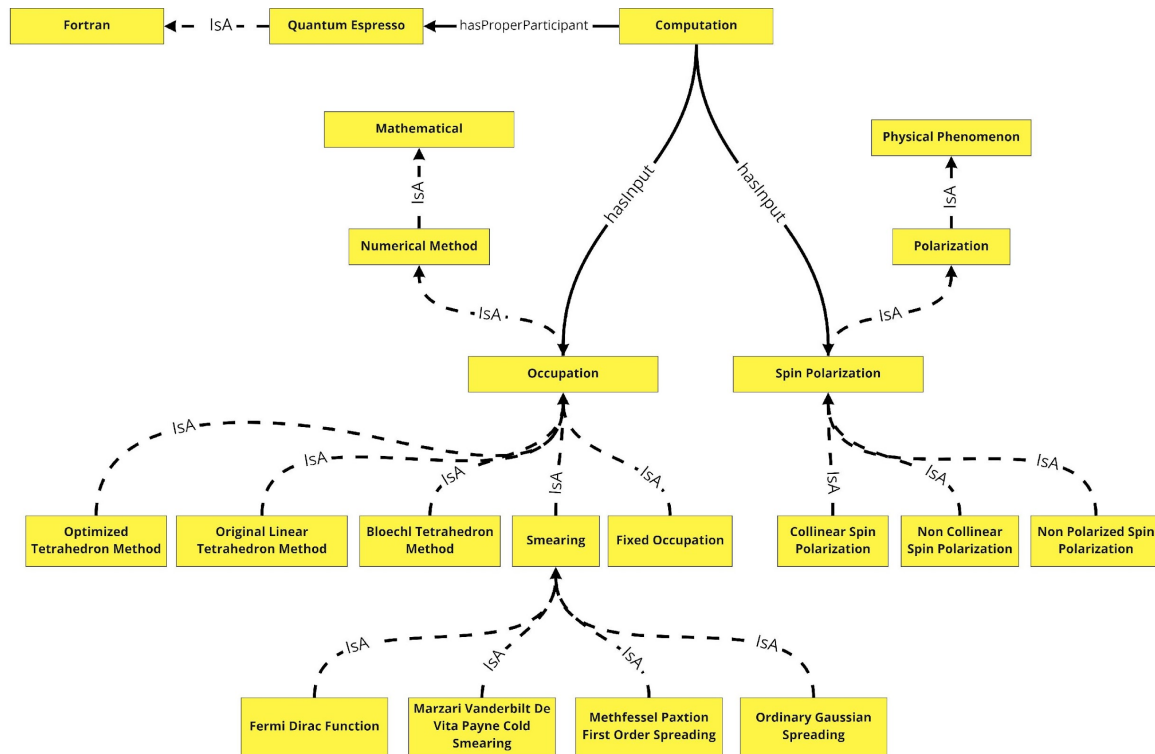 Fortran
IsA
Quantum Espresso
hasProperParticipant
Computation
Mathematical
Physical Phenomenon
IsA
hasInput
hasInput
IsA
Numerical Method
Polarization
IsA
IsA
Occupation
Spin Polarization
IsA
IsA
IsA
IsA
IsA
IsA
IsA
IsA
Optimized
Tetrahedron Method
Original Linear
Tetrahedron Method
Bloechl Tetrahedron
Method
Smearing
Fixed Occupation
Collinear Spin
Polarization
Non Collinear
Spin Polarization
Non Polarized Spin
Polarization
IsA
IsA
IsA
IsA
Fermi Dirac Function
Marzari Vanderbilt De
Vita Payne Cold
Smearing
Methfessel Paxtion
First Order Spreading
Ordinary Gaussian
Spreading